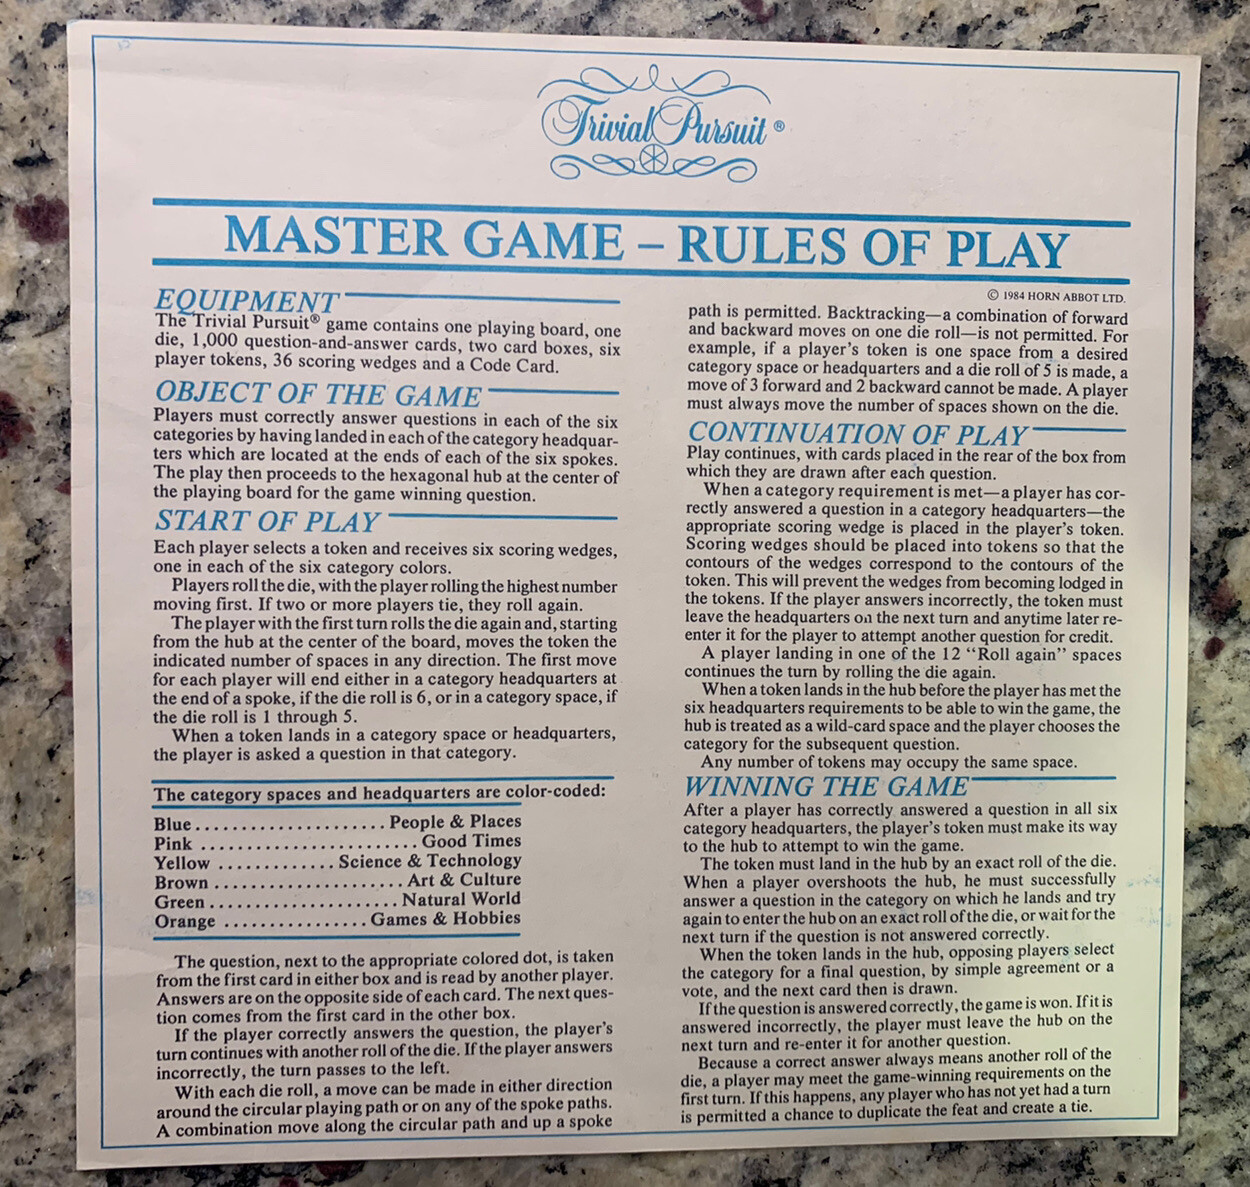 Trivial Pursuit®
MASTER GAME – RULES OF PLAY
EQUIPMENT
The Trivial Pursuit® game contains one playing board, one
die, 1,000 question-and-answer cards, two card boxes, six
player tokens, 36 scoring wedges and a Code Card.
OBJECT OF THE GAME
Players must correctly answer questions in each of the six
categories by having landed in each of the category headquar-
ters which are located at the ends of each of the six spokes.
The play then proceeds to the hexagonal hub at the center of
the playing board for the game winning question.
START OF PLAY
Each player selects a token and receives six scoring wedges,
one in each of the six category colors.
Players roll the die, with the player rolling the highest number
moving first. If two or more players tie, they roll again.
The player with the first turn rolls the die again and, starting
from the hub at the center of the board, moves the token the
indicated number of spaces in any direction. The first move
for each player will end either in a category headquarters at
the end of a spoke, if the die roll is 6, or in a category space, if
the die roll is 1 through 5.
When a token lands in a category space or headquarters,
the player is asked a question in that category.
The category spaces and headquarters are color-coded:
Blue . . . . . . . . . . . . . . . . . . . . . People & Places
Pink . . . . . . . . . . . . . . . . . . . . . . . . Good Times
Yellow . . . . . . . . . . . . . Science & Technology
Brown . . . . . . . . . . . . . . . . . . . . . Art & Culture
Green . . . . . . . . . . . . . . . . . . . . . Natural World
Orange . . . . . . . . . . . . . . . . Games & Hobbies
The question, next to the appropriate colored dot, is taken
from the first card in either box and is read by another player.
Answers are on the opposite side of each card. The next ques-
tion comes from the first card in the other box.
If the player correctly answers the question, the player's
turn continues with another roll of the die. If the player answers
incorrectly, the turn passes to the left.
With each die roll, a move can be made in either direction
around the circular playing path or on any of the spoke paths.
A combination move along the circular path and up a spoke
© 1984 HORN ABBOT LTD.
path is permitted. Backtracking—a combination of forward
and backward moves on one die roll—is not permitted. For
example, if a player's token is one space from a desired
category space or headquarters and a die roll of 5 is made, a
move of 3 forward and 2 backward cannot be made. A player
must always move the number of spaces shown on the die.
CONTINUATION OF PLAY
Play continues, with cards placed in the rear of the box from
which they are drawn after each question.
When a category requirement is met—a player has cor-
rectly answered a question in a category headquarters—the
appropriate scoring wedge is placed in the player's token.
Scoring wedges should be placed into tokens so that the
contours of the wedges correspond to the contours of the
token. This will prevent the wedges from becoming lodged in
the tokens. If the player answers incorrectly, the token must
leave the headquarters on the next turn and anytime later re-
enter it for the player to attempt another question for credit.
A player landing in one of the 12 "Roll again" spaces
continues the turn by rolling the die again.
When a token lands in the hub before the player has met the
six headquarters requirements to be able to win the game, the
hub is treated as a wild-card space and the player chooses the
category for the subsequent question.
Any number of tokens may occupy the same space.
WINNING THE GAME
After a player has correctly answered a question in all six
category headquarters, the player's token must make its way
to the hub to attempt to win the game.
The token must land in the hub by an exact roll of the die.
When a player overshoots the hub, he must successfully
answer a question in the category on which he lands and try
again to enter the hub on an exact roll of the die, or wait for the
next turn if the question is not answered correctly.
When the token lands in the hub, opposing players select
the category for a final question, by simple agreement or a
vote, and the next card then is drawn.
If the question is answered correctly, the game is won. If it is
answered incorrectly, the player must leave the hub on the
next turn and re-enter it for another question.
Because a correct answer always means another roll of the
die, a player may meet the game-winning requirements on the
first turn. If this happens, any player who has not yet had a turn
is permitted a chance to duplicate the feat and create a tie.